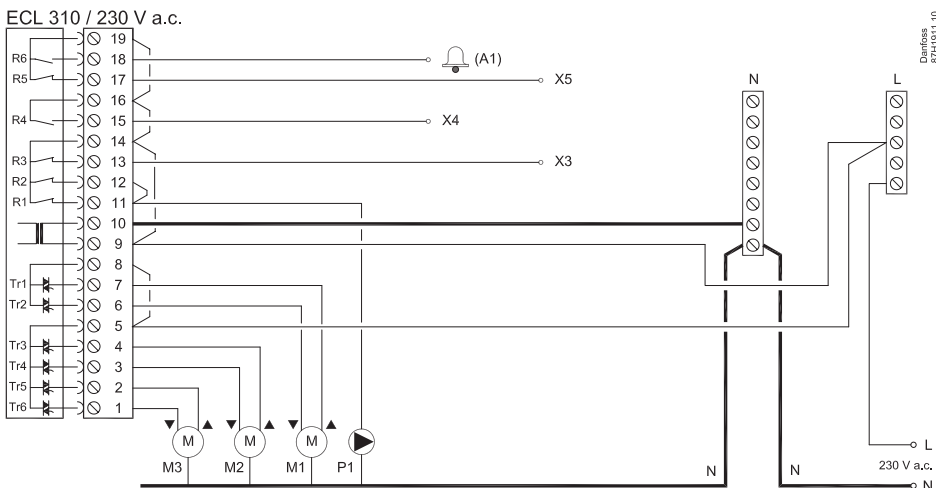 ECL 310 / 230 V a.c.
Danfoss
87H1911.10
19
R6 18 (A1)
R5 17 X5
16
R4 15 X4
14
R3 13 X3
R2 12
R1 11
10
9
8
Tr1 7
Tr2 6
5
Tr3 4
Tr4 3
Tr5 2
Tr6 1
N
L
M M M
M3 M2 M1 P1
N N
L
230 V a.c.
N